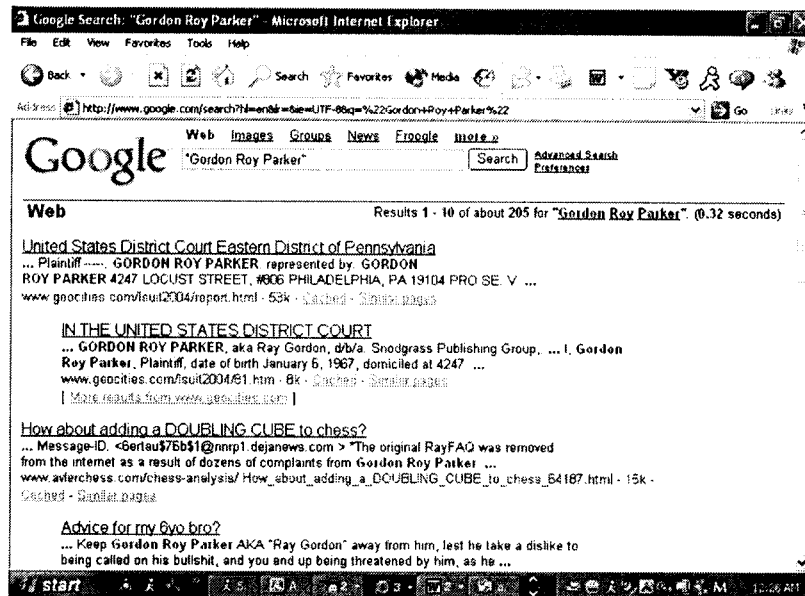 Google Search: "Gordon Roy Parker" - Microsoft Internet Explorer
File Edit View Favorites Tools Help
Back Search Favorites Media
Address http://www.google.com/search?hl=en&lr=&ie=UTF-8&q=%22Gordon+Roy+Parker%22 Go Links
Web Images Groups News Froogle more »
Google "Gordon Roy Parker" Search Advanced Search
Preferences
Web Results 1 - 10 of about 205 for "Gordon Roy Parker". (0.32 seconds)
United States District Court Eastern District of Pennsylvania
... Plaintiff -----. GORDON ROY PARKER. represented by. GORDON
ROY PARKER 4247 LOCUST STREET, #806 PHILADELPHIA, PA 19104 PRO SE. V ...
www.geocities.com/lsuit2004/report.html - 53k - Cached - Similar pages
IN THE UNITED STATES DISTRICT COURT
... GORDON ROY PARKER, aka Ray Gordon, d/b/a. Snodgrass Publishing Group, ... I, Gordon
Roy Parker, Plaintiff, date of birth January 6, 1967, domiciled at 4247 ...
www.geocities.com/lsuit2004/61.htm - 8k - Cached - Similar pages
[ More results from www.geocities.com ]
How about adding a DOUBLING CUBE to chess?
... Message-ID. <6erlau$76b$1@nnrp1.dejanews.com > "The original RayFAQ was removed
from the internet as a result of dozens of complaints from Gordon Roy Parker ...
www.avlerchess.com/chess-analysis/ How_about_adding_a_DOUBLING_CUBE_to_chess_64187.html - 15k -
Cached - Similar pages
Advice for my 6yo bro?
... Keep Gordon Roy Parker AKA "Ray Gordon" away from him, lest he take a dislike to
being called on his bullshit, and you end up being threatened by him, as he ...
start